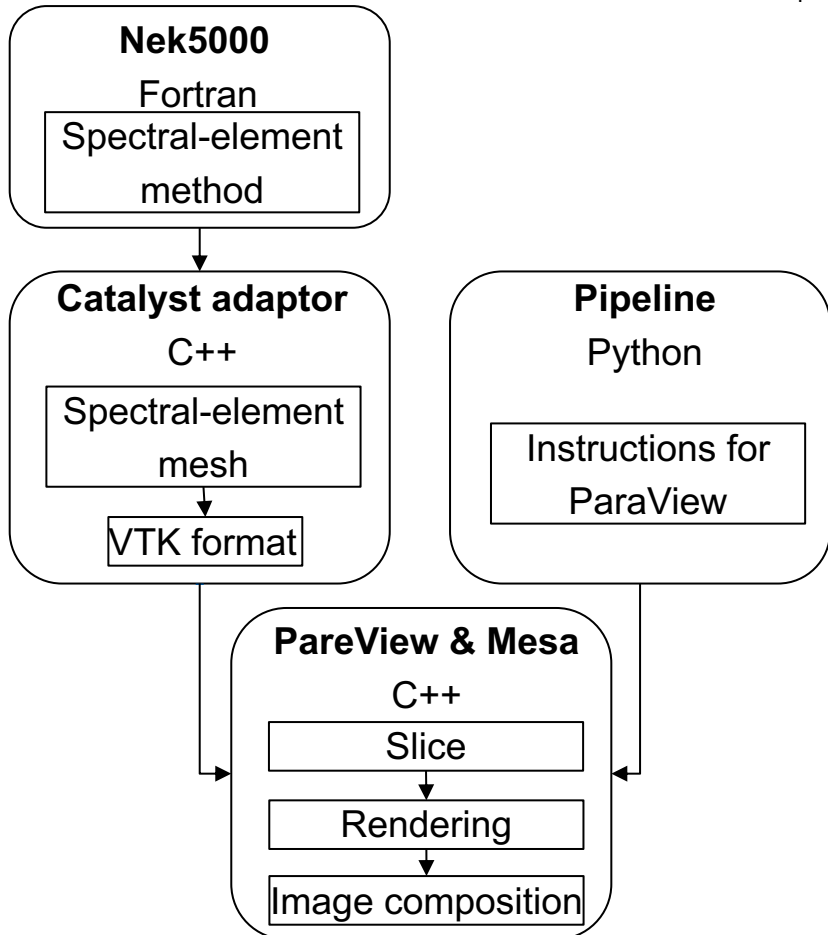 Nek5000
Fortran
Spectral-element
method
Catalyst adaptor
C++
Spectral-element
mesh
VTK format
Pipeline
Python
Instructions for
ParaView
PareView & Mesa
C++
Slice
Rendering
Image composition